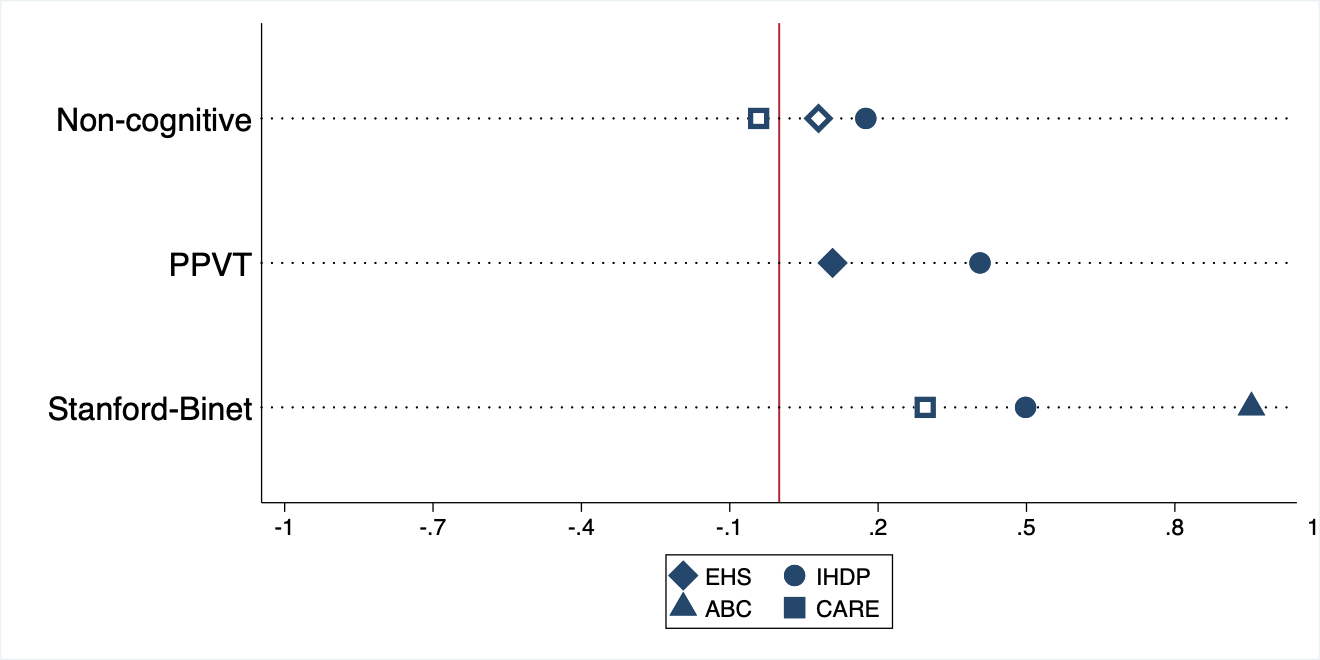 Non-cognitive
PPVT
Stanford-Binet
-1 -.7 -.4 -.1 .2 .5 .8 1
EHS IHDP
ABC CARE